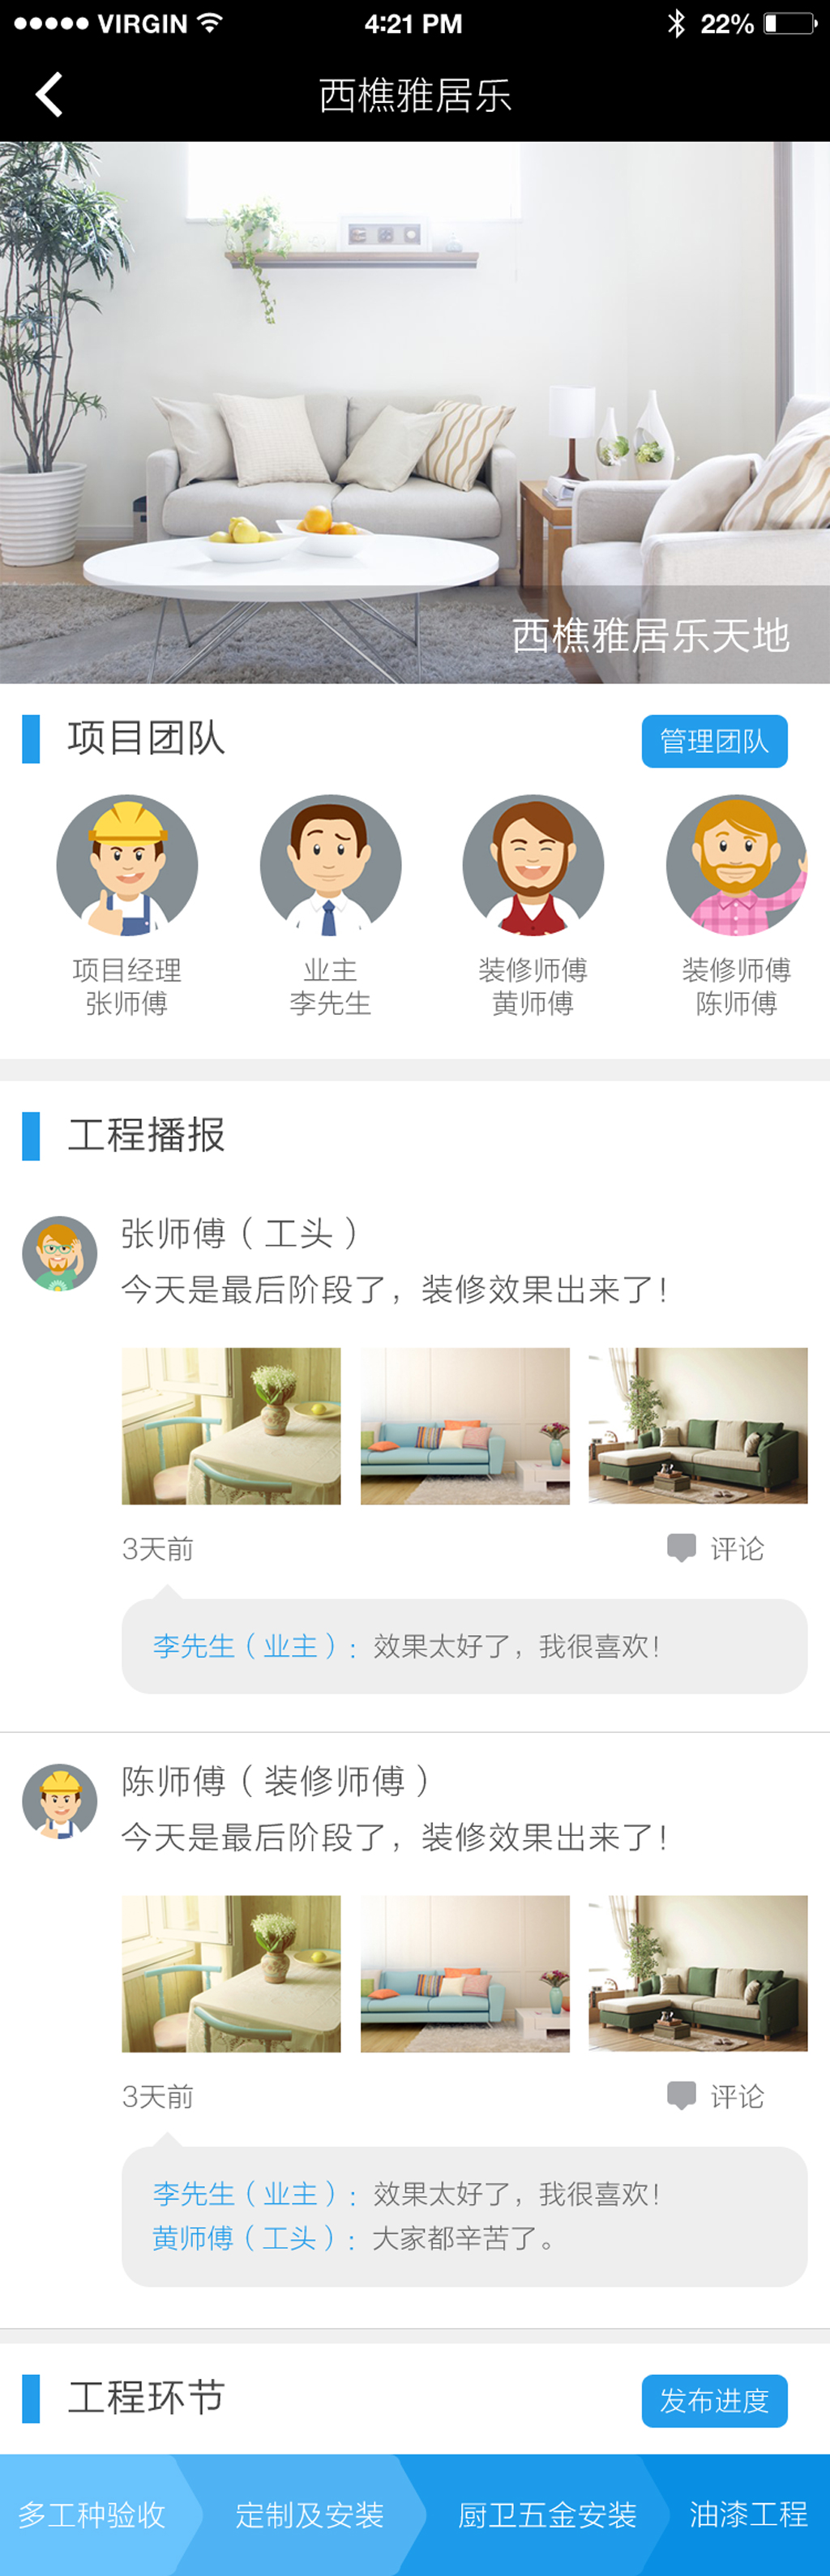 VIRGIN 4:21 PM 22%
西樵雅居乐
西樵雅居乐天地
项目团队 管理团队
项目经理 业主 装修师傅 装修师傅
张师傅 李先生 黄师傅 陈师傅
工程播报
张师傅（工头）
今天是最后阶段了，装修效果出来了！
3天前 评论
李先生（业主）：效果太好了，我很喜欢！
陈师傅（装修师傅）
今天是最后阶段了，装修效果出来了！
3天前 评论
李先生（业主）：效果太好了，我很喜欢！
黄师傅（工头）：大家都辛苦了。
工程环节 发布进度
多工种验收 定制及安装 厨卫五金安装 油漆工程